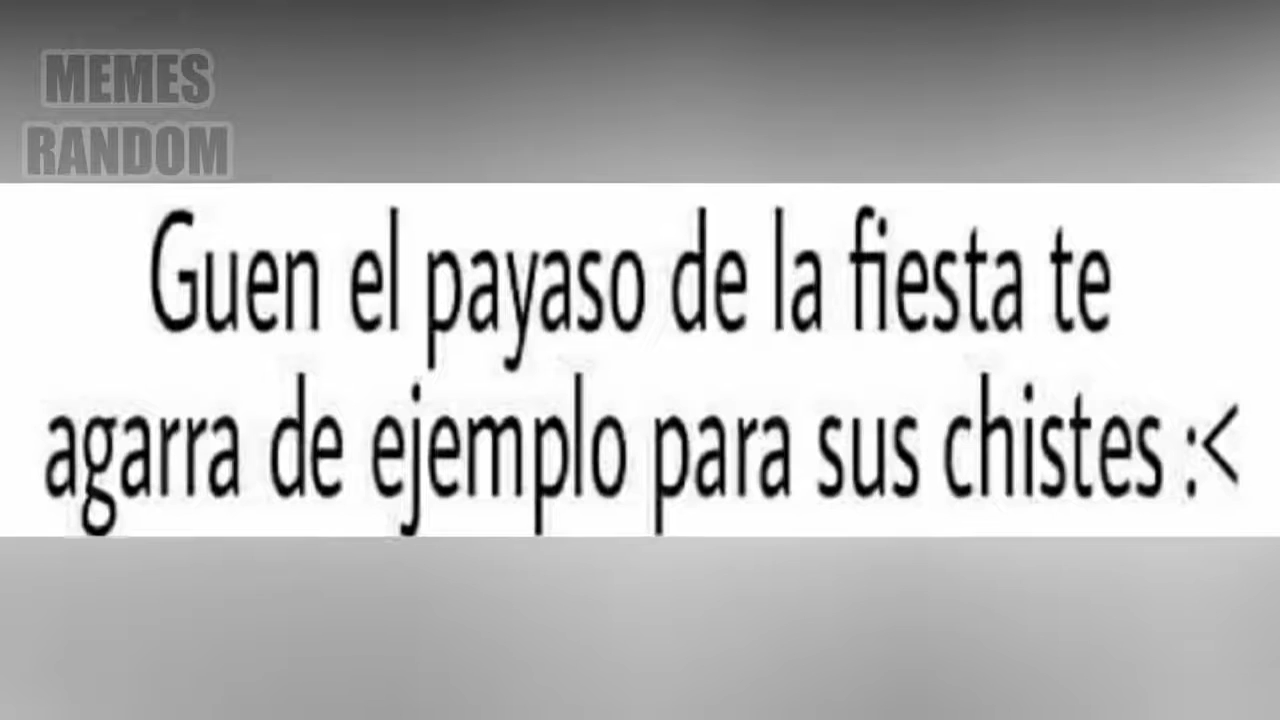 MEMES
RANDOM
Guen el payaso de la fiesta te
agarra de ejemplo para sus chistes :<